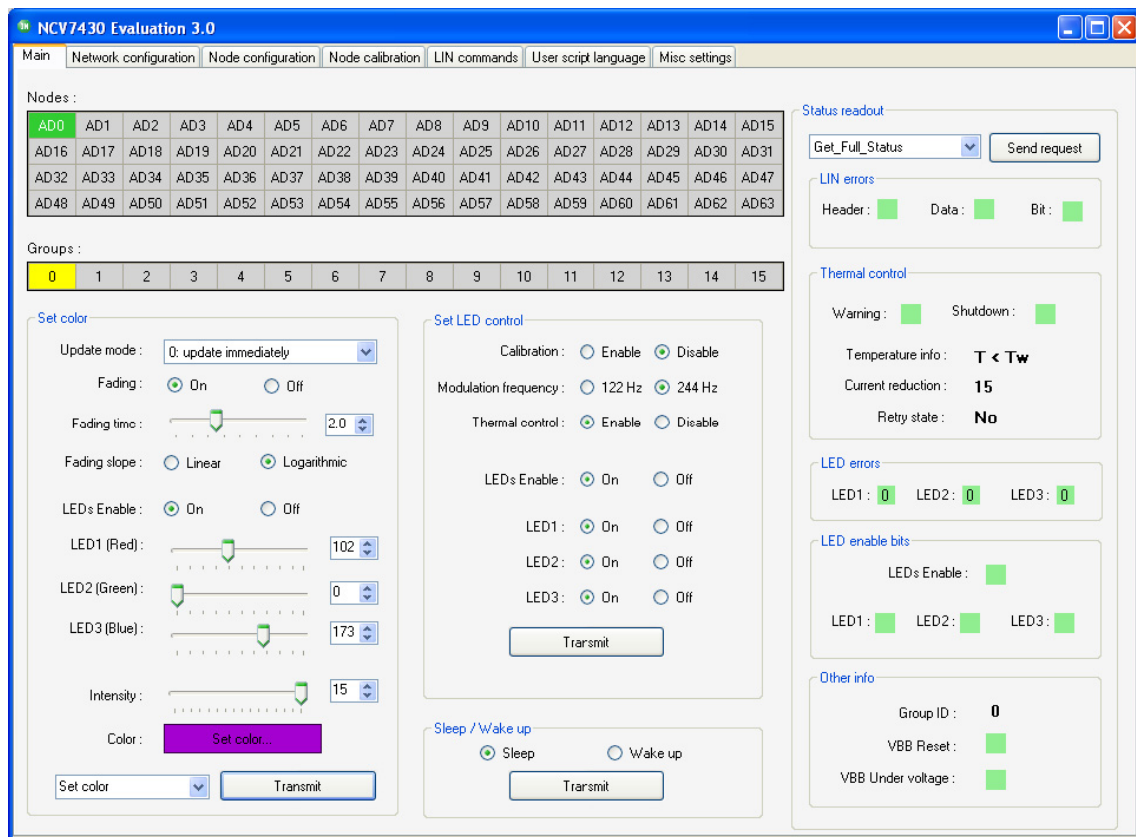 NCV7430 Evaluation 3.0
Main Network configuration Node configuration Node calibration LIN commands User script language Misc settings
Nodes :
AD0 AD1 AD2 AD3 AD4 AD5 AD6 AD7 AD8 AD9 AD10 AD11 AD12 AD13 AD14 AD15
AD16 AD17 AD18 AD19 AD20 AD21 AD22 AD23 AD24 AD25 AD26 AD27 AD28 AD29 AD30 AD31
AD32 AD33 AD34 AD35 AD36 AD37 AD38 AD39 AD40 AD41 AD42 AD43 AD44 AD45 AD46 AD47
AD48 AD49 AD50 AD51 AD52 AD53 AD54 AD55 AD56 AD57 AD58 AD59 AD60 AD61 AD62 AD63
Groups :
0 1 2 3 4 5 6 7 8 9 10 11 12 13 14 15
Set color
Update mode : 0: update immediately
Fading : On Off
Fading time : 2.0
Fading slope : Linear Logarithmic
LEDs Enable : On Off
LED1 (Red) : 102
LED2 (Green) : 0
LED3 (Blue) : 173
Intensity : 15
Color : Set color...
Set color Transmit
Set LED control
Calibration : Enable Disable
Modulation frequency : 122 Hz 244 Hz
Thermal control : Enable Disable
LEDs Enable : On Off
LED1 : On Off
LED2 : On Off
LED3 : On Off
Transmit
Sleep / Wake up
Sleep Wake up
Transmit
Status readout
Get_Full_Status Send request
LIN errors
Header : Data : Bit :
Thermal control
Warning : Shutdown :
Temperature info : T < Tw
Current reduction : 15
Retry state : No
LED errors
LED1 : 0 LED2 : 0 LED3 : 0
LED enable bits
LEDs Enable :
LED1 : LED2 : LED3 :
Other info
Group ID : 0
VBB Reset :
VBB Under voltage :